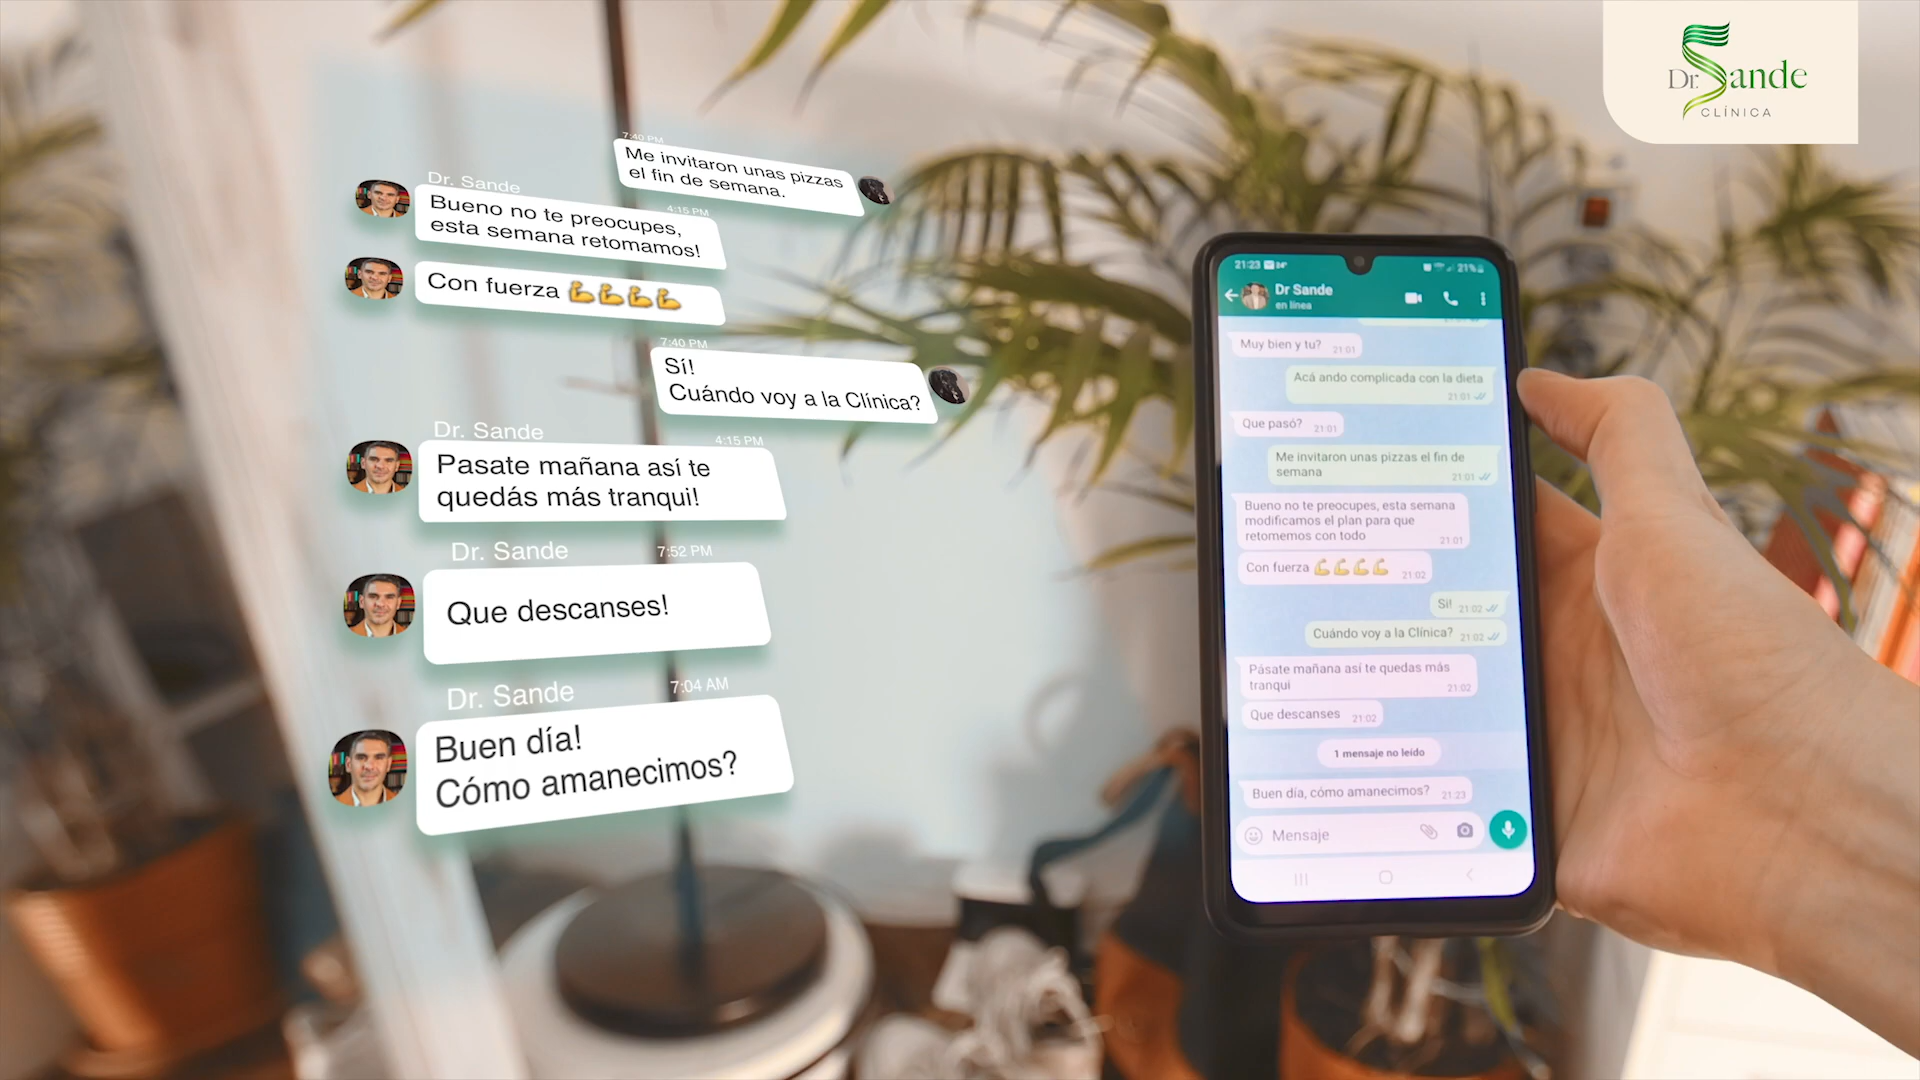 Dr. Sande
CLÍNICA
7:40 PM
Me invitaron unas pizzas
el fin de semana.
Dr. Sande
4:15 PM
Bueno no te preocupes,
esta semana retomamos!
Con fuerza 💪💪💪💪
7:40 PM
Sí!
Cuándo voy a la Clínica?
Dr. Sande
4:15 PM
Pasate mañana así te
quedás más tranqui!
Dr. Sande
7:52 PM
Que descanses!
Dr. Sande
7:04 AM
Buen día!
Cómo amanecimos?
21:23
21%
Dr Sande
en línea
Muy bien y tu? 21:01
Acá ando complicada con la dieta
21:01
Que pasó? 21:01
Me invitaron unas pizzas el fin de
semana
21:01
Bueno no te preocupes, esta semana
modificamos el plan para que
retomemos con todo
21:01
Con fuerza 💪💪💪💪 21:02
Si! 21:02
Cuándo voy a la Clínica? 21:02
Pásate mañana así te quedas más
tranqui
21:02
Que descanses 21:02
1 mensaje no leído
Buen día, cómo amanecimos? 21:23
Mensaje